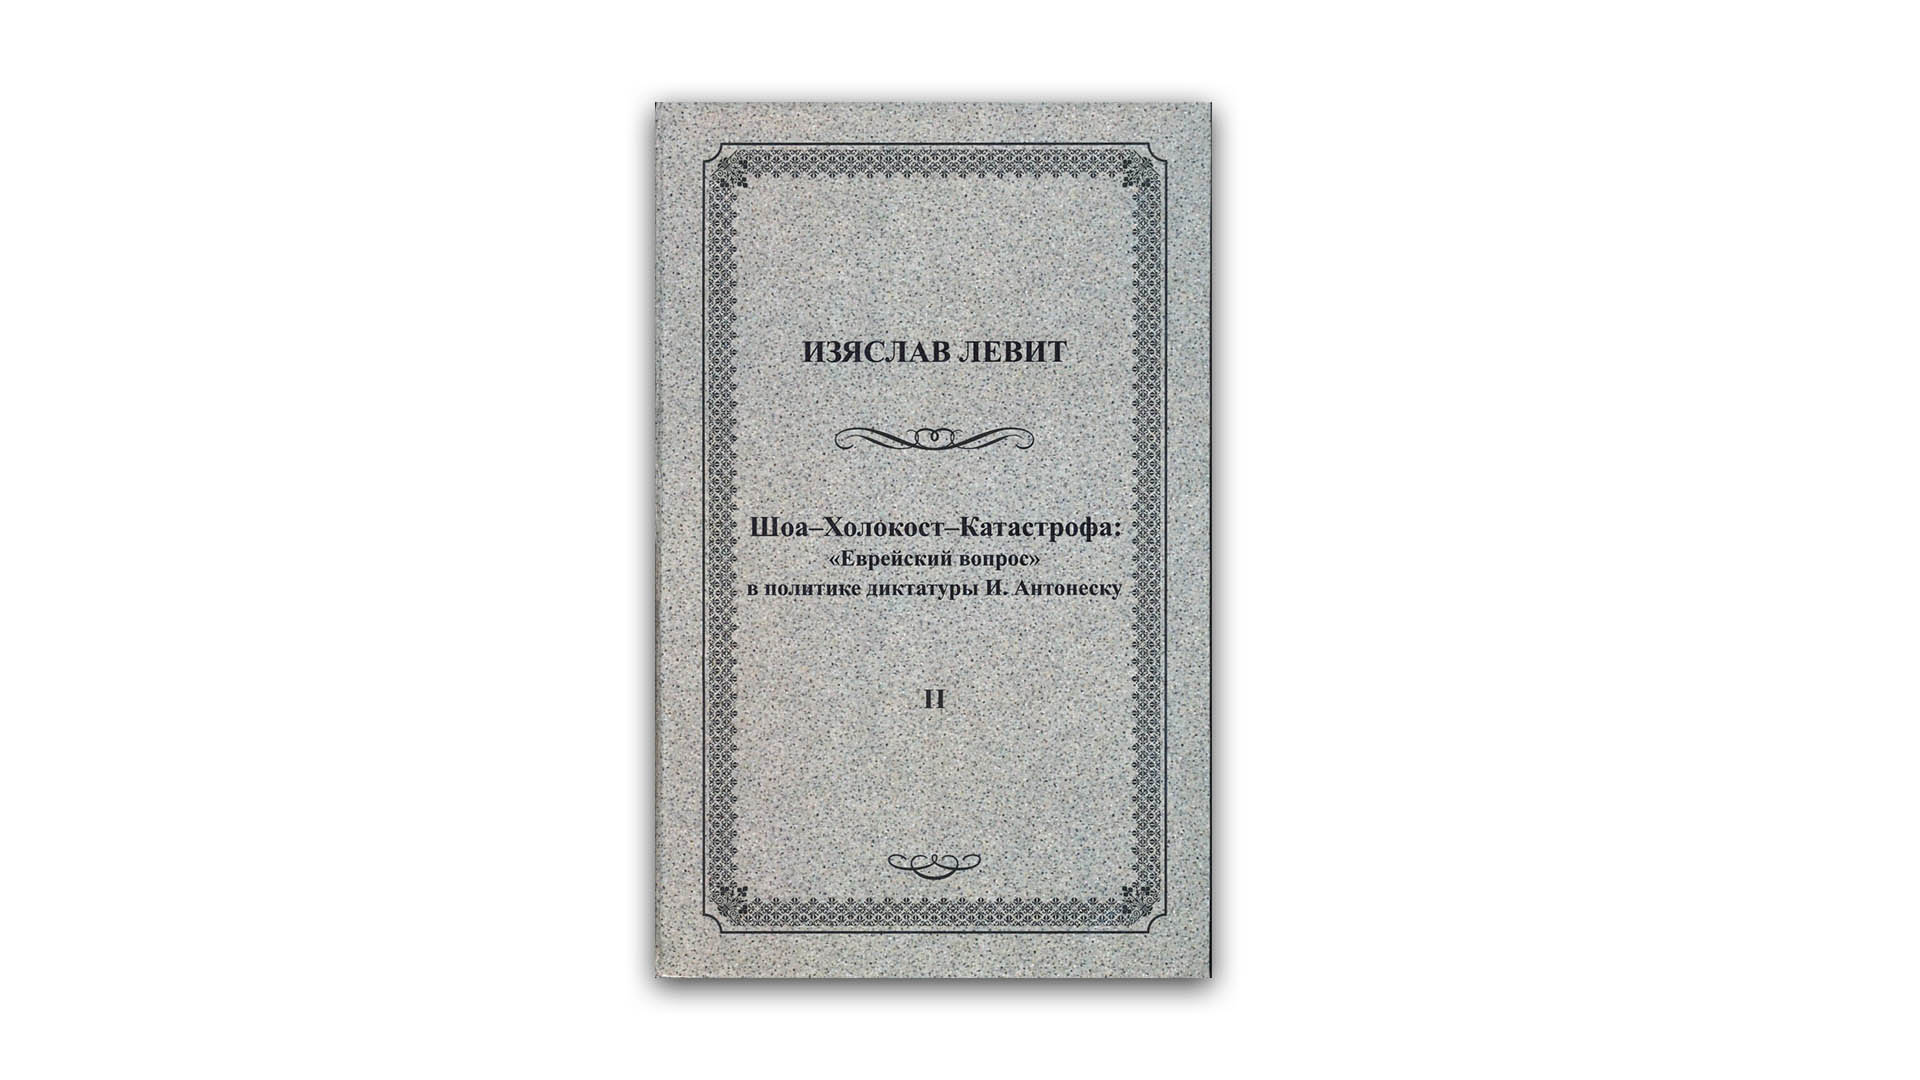 ИЗЯСЛАВ ЛЕВИТ
Шоа–Холокост–Катастрофа:
«Еврейский вопрос»
в политике диктатуры И. Антонеску
II